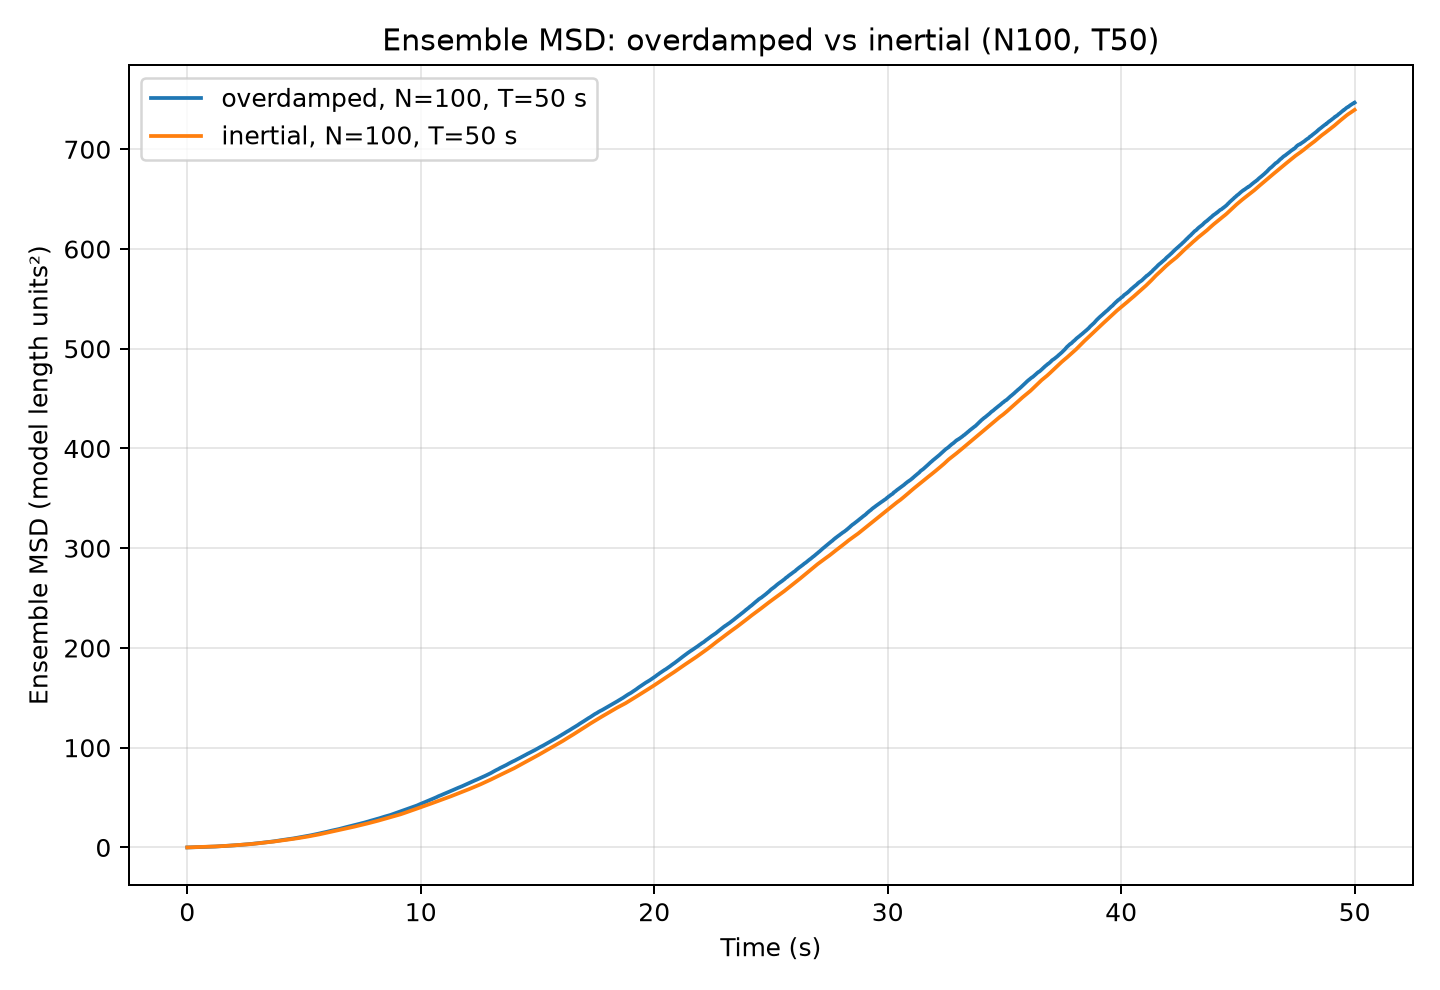 Ensemble MSD: overdamped vs inertial (N100, T50)
overdamped, N=100, T=50 s
inertial, N=100, T=50 s
Ensemble MSD (model length units²)
700
600
500
400
300
200
100
0
0 10 20 30 40 50
Time (s)